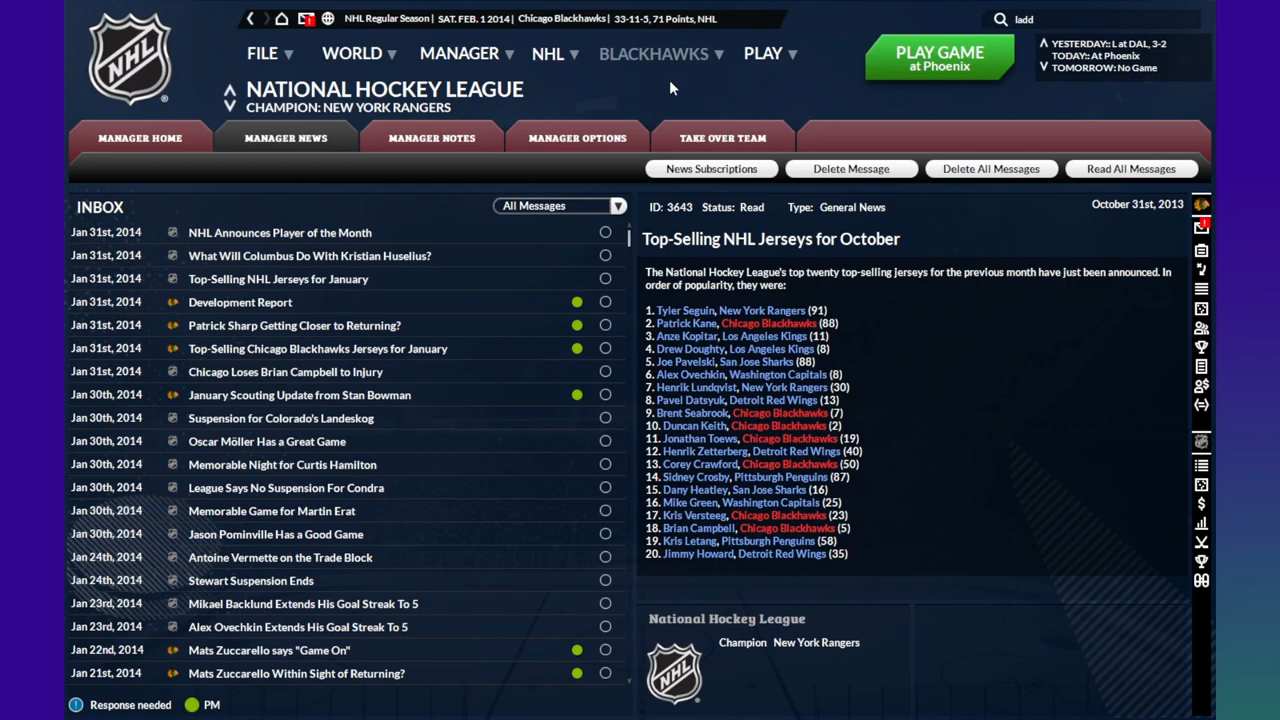 NHL Regular Season | SAT. FEB. 1 2014 | Chicago Blackhawks | 33-11-5, 71 Points, NHL
ladd
NHL
FILE WORLD MANAGER NHL BLACKHAWKS PLAY
PLAY GAME
at Phoenix
YESTERDAY:: L at DAL, 3-2
TODAY:: At Phoenix
TOMORROW: No Game
NATIONAL HOCKEY LEAGUE
CHAMPION: NEW YORK RANGERS
MANAGER HOME MANAGER NEWS MANAGER NOTES MANAGER OPTIONS TAKE OVER TEAM
News Subscriptions Delete Message Delete All Messages Read All Messages
INBOX
All Messages
Jan 31st, 2014 NHL Announces Player of the Month
Jan 31st, 2014 What Will Columbus Do With Kristian Huselius?
Jan 31st, 2014 Top-Selling NHL Jerseys for January
Jan 31st, 2014 Development Report
Jan 31st, 2014 Patrick Sharp Getting Closer to Returning?
Jan 31st, 2014 Top-Selling Chicago Blackhawks Jerseys for January
Jan 31st, 2014 Chicago Loses Brian Campbell to Injury
Jan 30th, 2014 January Scouting Update from Stan Bowman
Jan 30th, 2014 Suspension for Colorado's Landeskog
Jan 30th, 2014 Oscar Möller Has a Great Game
Jan 30th, 2014 Memorable Night for Curtis Hamilton
Jan 30th, 2014 League Says No Suspension For Condra
Jan 30th, 2014 Memorable Game for Martin Erat
Jan 30th, 2014 Jason Pominville Has a Good Game
Jan 24th, 2014 Antoine Vermette on the Trade Block
Jan 24th, 2014 Stewart Suspension Ends
Jan 23rd, 2014 Mikael Backlund Extends His Goal Streak To 5
Jan 23rd, 2014 Alex Ovechkin Extends His Goal Streak To 5
Jan 22nd, 2014 Mats Zuccarello says "Game On"
Jan 21st, 2014 Mats Zuccarello Within Sight of Returning?
Response needed PM
ID: 3643 Status: Read Type: General News
October 31st, 2013
Top-Selling NHL Jerseys for October
The National Hockey League's top twenty top-selling jerseys for the previous month have just been announced. In
order of popularity, they were:
1. Tyler Seguin, New York Rangers (91)
2. Patrick Kane, Chicago Blackhawks (88)
3. Anze Kopitar, Los Angeles Kings (11)
4. Drew Doughty, Los Angeles Kings (8)
5. Joe Pavelski, San Jose Sharks (88)
6. Alex Ovechkin, Washington Capitals (8)
7. Henrik Lundqvist, New York Rangers (30)
8. Pavel Datsyuk, Detroit Red Wings (13)
9. Brent Seabrook, Chicago Blackhawks (7)
10. Duncan Keith, Chicago Blackhawks (2)
11. Jonathan Toews, Chicago Blackhawks (19)
12. Henrik Zetterberg, Detroit Red Wings (40)
13. Corey Crawford, Chicago Blackhawks (50)
14. Sidney Crosby, Pittsburgh Penguins (87)
15. Dany Heatley, San Jose Sharks (16)
16. Mike Green, Washington Capitals (25)
17. Kris Versteeg, Chicago Blackhawks (23)
18. Brian Campbell, Chicago Blackhawks (5)
19. Kris Letang, Pittsburgh Penguins (58)
20. Jimmy Howard, Detroit Red Wings (35)
National Hockey League
Champion New York Rangers
NHL